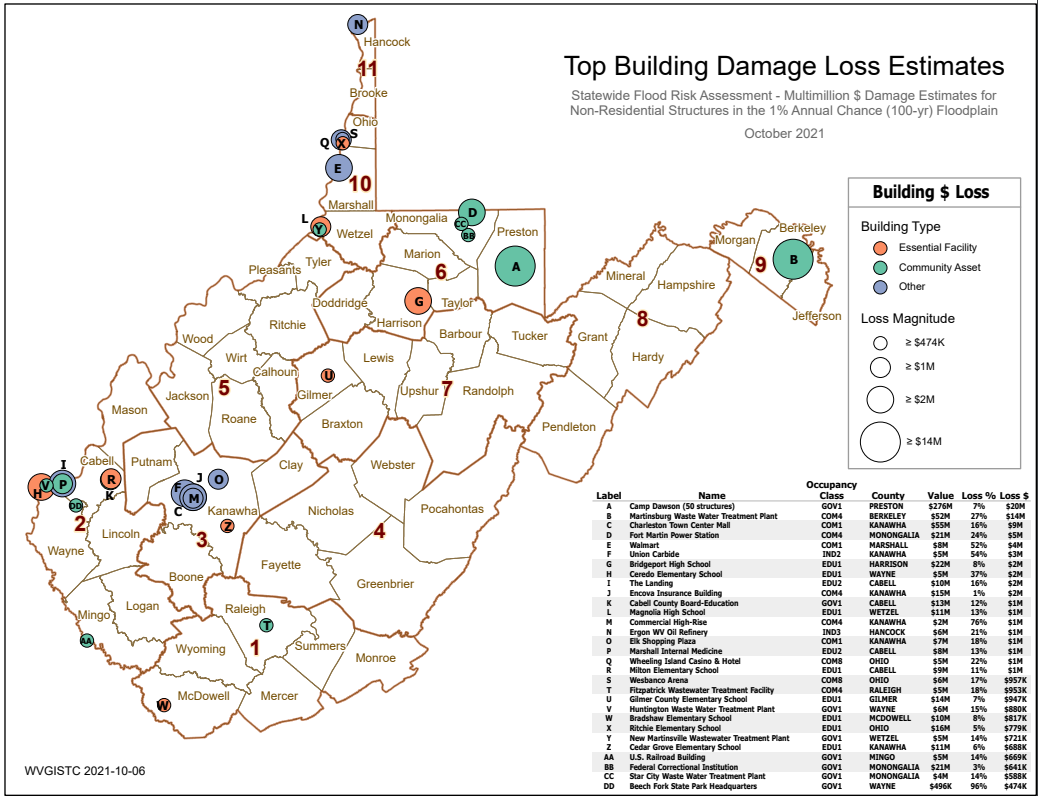 Top Building Damage Loss Estimates
Statewide Flood Risk Assessment - Multimillion $ Damage Estimates for
Non-Residential Structures in the 1% Annual Chance (100-yr) Floodplain
October 2021
N
Hancock
11
Brooke
Ohio
Q
S
X
E
10
Marshall
L
Y
Wetzel
Monongalia
D
CC
BB
Preston
A
Marion
6
Tyler
Pleasants
Doddridge
G
Taylor
Harrison
Barbour
Tucker
Morgan
Berkeley
9
B
Jefferson
Mineral
Hampshire
8
Grant
Hardy
Wood
Ritchie
Wirt
Calhoun
Lewis
U
Gilmer
Upshur
7
Randolph
5
Jackson
Roane
Braxton
Pendleton
Mason
Cabell
Putnam
Clay
Webster
I
H
V
P
R
K
DD
2
J
F
M
C
O
Kanawha
Z
Nicholas
Pocahontas
Lincoln
Wayne
3
4
Boone
Fayette
Greenbrier
Logan
Mingo
AA
Raleigh
T
1
Summers
Monroe
Wyoming
McDowell
W
Mercer
Building $ Loss
Building Type
Essential Facility
Community Asset
Other
Loss Magnitude
≥ $474K
≥ $1M
≥ $2M
≥ $14M
Label Name Occupancy Class County Value Loss % Loss $
A Camp Dawson (50 structures) GOV1 PRESTON $276M 7% $20M
B Martinsburg Waste Water Treatment Plant COM4 BERKELEY $52M 27% $14M
C Charleston Town Center Mall COM1 KANAWHA $55M 16% $9M
D Fort Martin Power Station COM4 MONONGALIA $21M 24% $5M
E Walmart COM1 MARSHALL $8M 52% $4M
F Union Carbide IND2 KANAWHA $5M 54% $3M
G Bridgeport High School EDU1 HARRISON $22M 8% $2M
H Ceredo Elementary School EDU1 WAYNE $5M 37% $2M
I The Landing EDU2 CABELL $10M 16% $2M
J Encova Insurance Building COM4 KANAWHA $15M 1% $2M
K Cabell County Board-Education GOV1 CABELL $13M 12% $1M
L Magnolia High School EDU1 WETZEL $11M 13% $1M
M Commercial High-Rise COM4 KANAWHA $2M 76% $1M
N Ergon WV Oil Refinery IND3 HANCOCK $6M 21% $1M
O Elk Shopping Plaza COM1 KANAWHA $7M 18% $1M
P Marshall Internal Medicine EDU2 CABELL $8M 13% $1M
Q Wheeling Island Casino & Hotel COM8 OHIO $5M 22% $1M
R Milton Elementary School EDU1 CABELL $9M 11% $1M
S Wesbanco Arena COM8 OHIO $6M 17% $957K
T Fitzpatrick Wastewater Treatment Facility COM4 RALEIGH $5M 18% $953K
U Gilmer County Elementary School EDU1 GILMER $14M 7% $947K
V Huntington Waste Water Treatment Plant GOV1 WAYNE $6M 15% $880K
W Bradshaw Elementary School EDU1 MCDOWELL $10M 8% $817K
X Ritchie Elementary School EDU1 OHIO $16M 5% $779K
Y New Martinsville Wastewater Treatment Plant GOV1 WETZEL $5M 14% $721K
Z Cedar Grove Elementary School EDU1 KANAWHA $11M 6% $688K
AA U.S. Railroad Building GOV1 MINGO $5M 14% $669K
BB Federal Correctional Institution GOV1 MONONGALIA $21M 3% $641K
CC Star City Waste Water Treatment Plant GOV1 MONONGALIA $4M 14% $588K
DD Beech Fork State Park Headquarters GOV1 WAYNE $496K 96% $474K
WVGISTC 2021-10-06